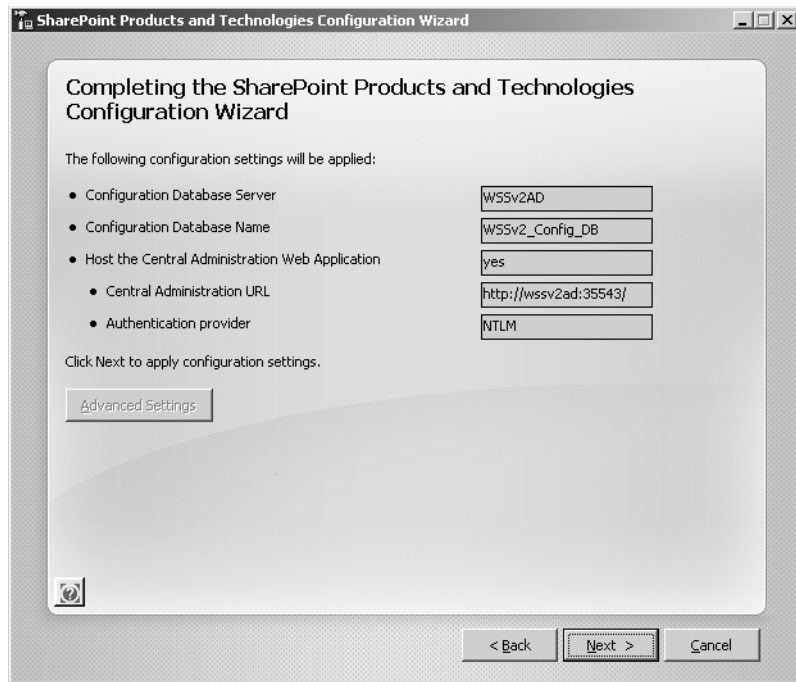 SharePoint Products and Technologies Configuration Wizard
Completing the SharePoint Products and Technologies
Configuration Wizard
The following configuration settings will be applied:
Configuration Database Server WSSv2AD
Configuration Database Name WSSv2_Config_DB
Host the Central Administration Web Application yes
Central Administration URL http://wssv2ad:35543/
Authentication provider NTLM
Click Next to apply configuration settings.
Advanced Settings
< Back Next > Cancel